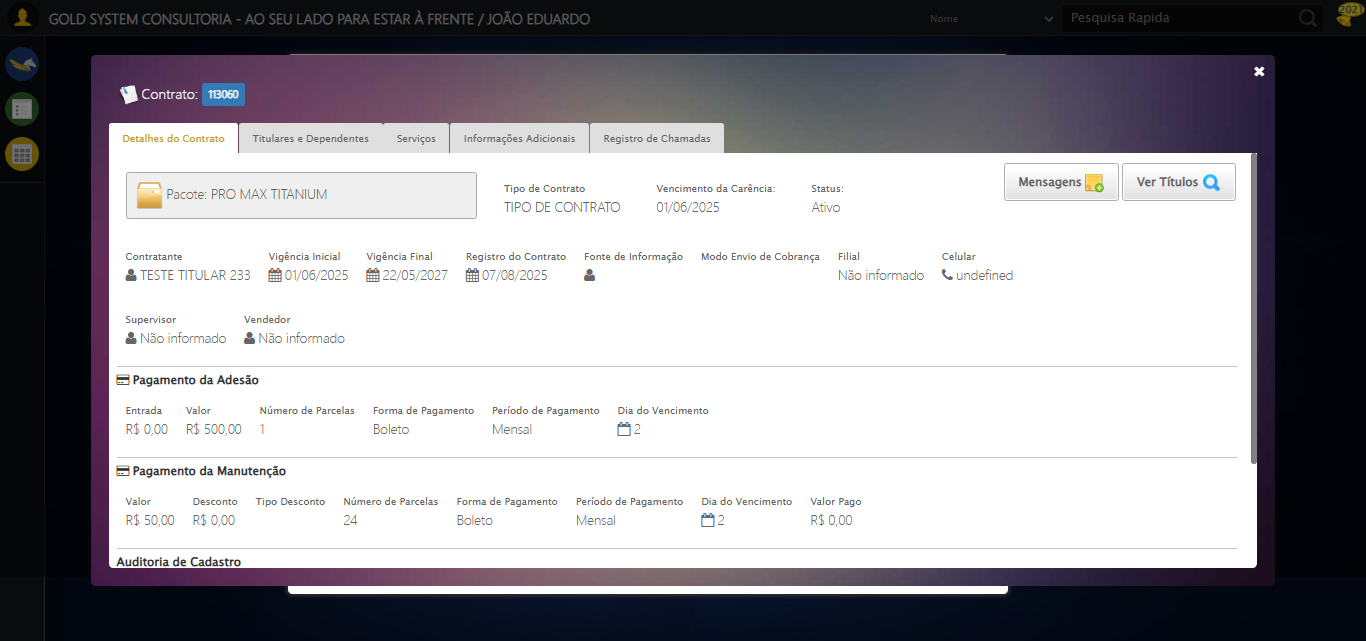 GOLD SYSTEM CONSULTORIA - AO SEU LADO PARA ESTAR À FRENTE / JOÃO EDUARDO
Nome
Pesquisa Rapida
2021
Contrato: 113060
Detalhes do Contrato
Titulares e Dependentes
Serviços
Informações Adicionais
Registro de Chamadas
Pacote: PRO MAX TITANIUM
Tipo de Contrato
TIPO DE CONTRATO
Vencimento da Carência:
01/06/2025
Status:
Ativo
Mensagens
Ver Títulos
Contratante
TESTE TITULAR 233
Vigência Inicial
01/06/2025
Vigência Final
22/05/2027
Registro do Contrato
07/08/2025
Fonte de Informação
Modo Envio de Cobrança
Filial
Não informado
Celular
undefined
Supervisor
Não informado
Vendedor
Não informado
Pagamento da Adesão
Entrada
R$ 0,00
Valor
R$ 500,00
Número de Parcelas
1
Forma de Pagamento
Boleto
Período de Pagamento
Mensal
Dia do Vencimento
2
Pagamento da Manutenção
Valor
R$ 50,00
Desconto
R$ 0,00
Tipo Desconto
Número de Parcelas
24
Forma de Pagamento
Boleto
Período de Pagamento
Mensal
Dia do Vencimento
2
Valor Pago
R$ 0,00
Auditoria de Cadastro